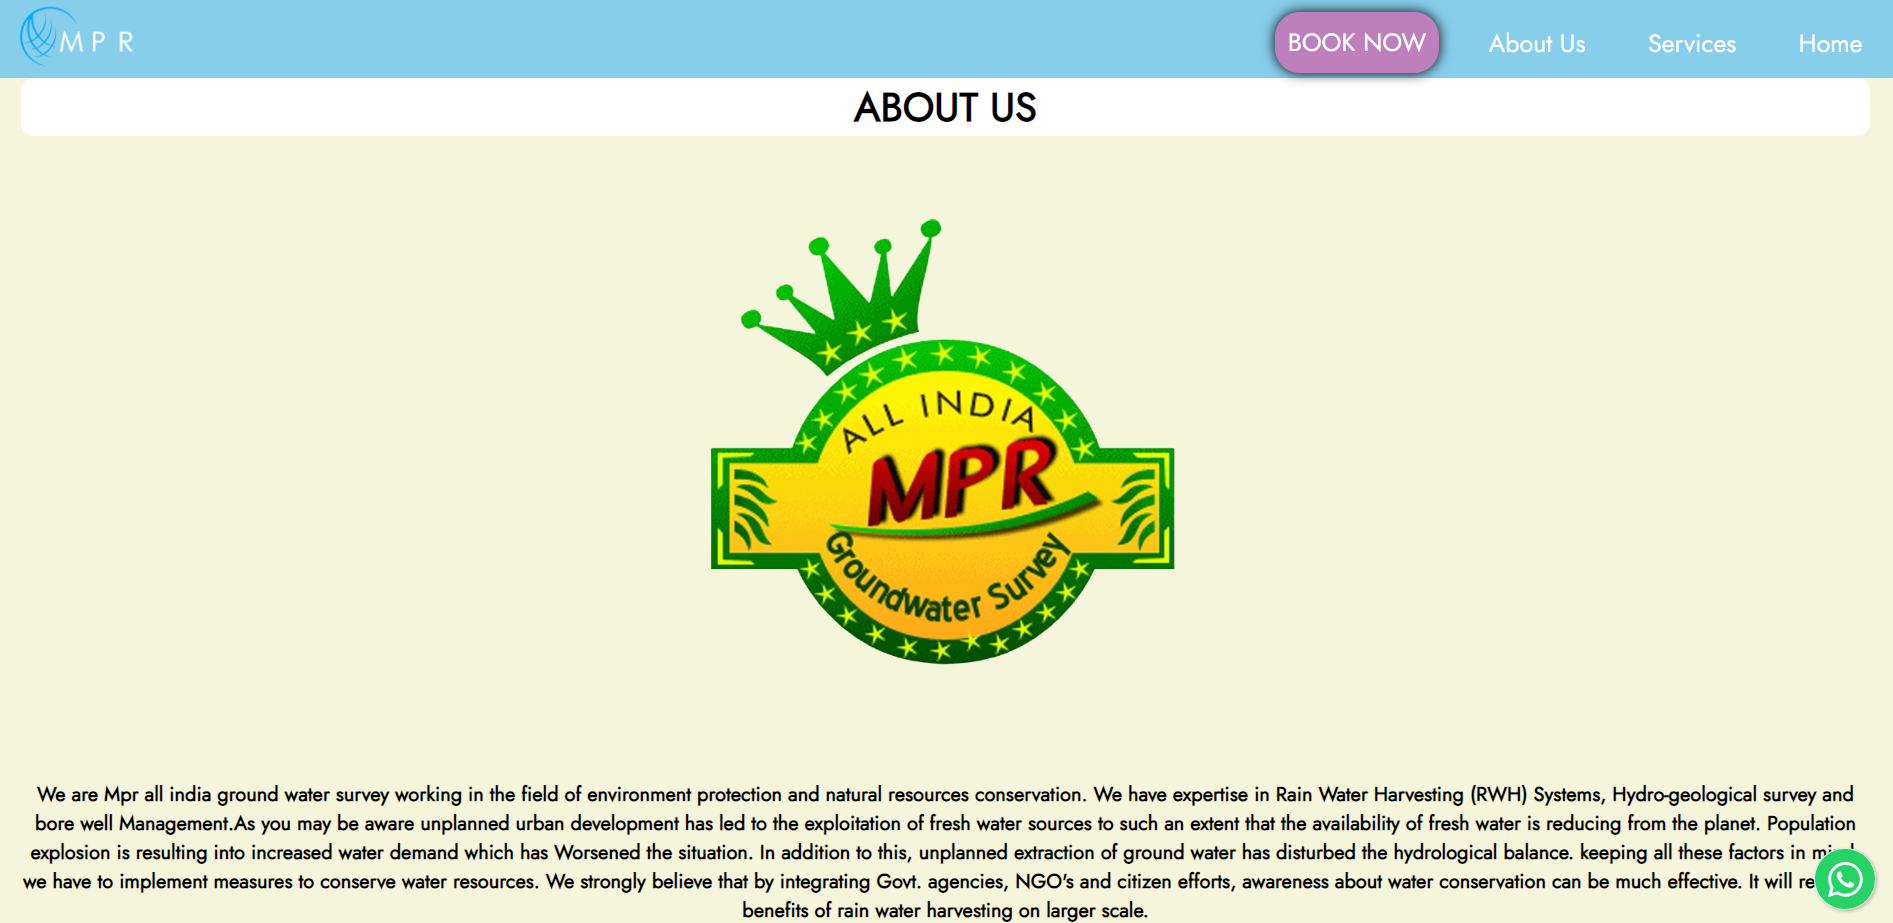 MPR
BOOK NOW
About Us
Services
Home
ABOUT US
ALL INDIA
MPR
Groundwater Survey
We are Mpr all india ground water survey working in the field of environment protection and natural resources conservation. We have expertise in Rain Water Harvesting (RWH) Systems, Hydro-geological survey and
bore well Management.As you may be aware unplanned urban development has led to the exploitation of fresh water sources to such an extent that the availability of fresh water is reducing from the planet. Population
explosion is resulting into increased water demand which has Worsened the situation. In addition to this, unplanned extraction of ground water has disturbed the hydrological balance. keeping all these factors in
we have to implement measures to conserve water resources. We strongly believe that by integrating Govt. agencies, NGO's and citizen efforts, awareness about water conservation can be much effective. It will
benefits of rain water harvesting on larger scale.